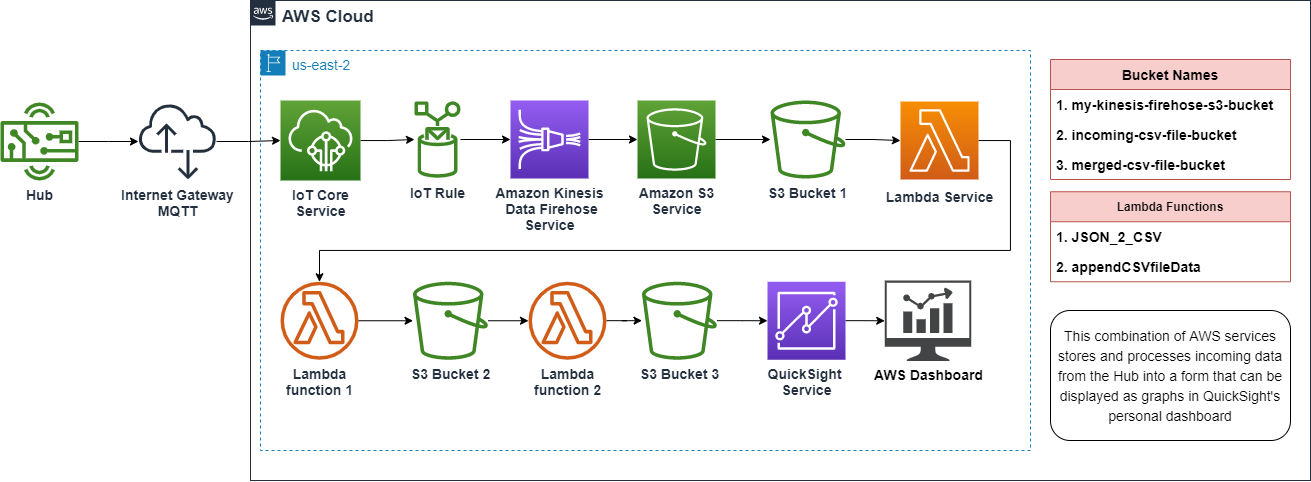 aws
AWS Cloud
us-east-2
Hub
Internet Gateway
MQTT
IoT Core
Service
IoT Rule
Amazon Kinesis
Data Firehose
Service
Amazon S3
Service
S3 Bucket 1
Lambda Service
Lambda
function 1
S3 Bucket 2
Lambda
function 2
S3 Bucket 3
QuickSight
Service
AWS Dashboard
Bucket Names
1. my-kinesis-firehose-s3-bucket
2. incoming-csv-file-bucket
3. merged-csv-file-bucket
Lambda Functions
1. JSON_2_CSV
2. appendCSVfileData
This combination of AWS services
stores and processes incoming data
from the Hub into a form that can be
displayed as graphs in QuickSight's
personal dashboard